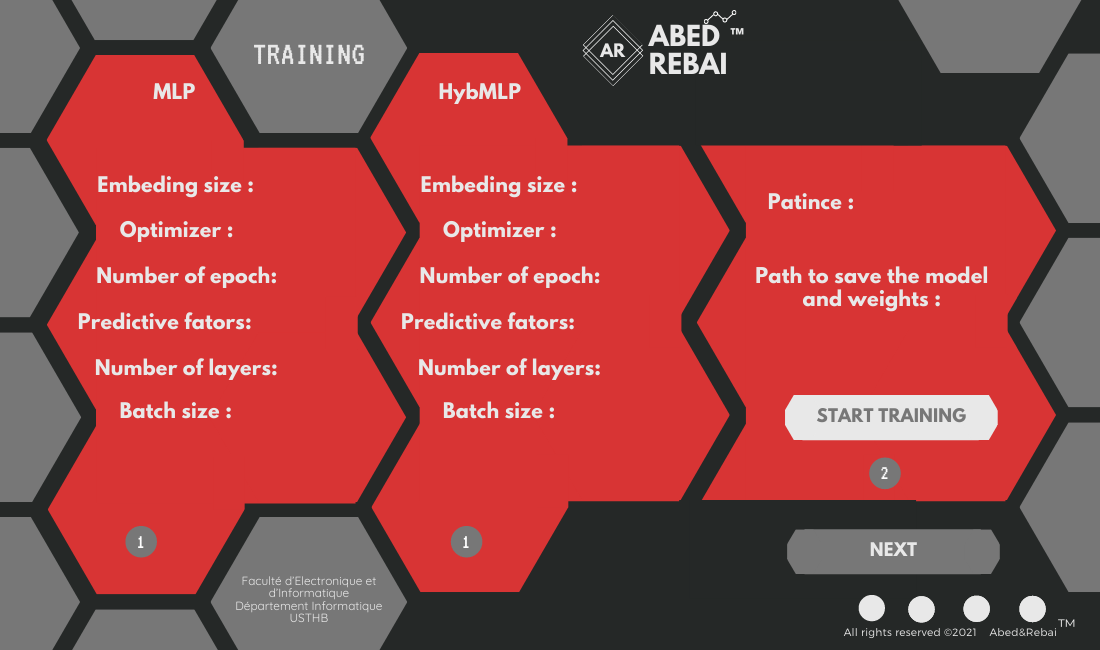 TRAINING
AR
ABED ™
REBAI
MLP
Embeding size :
Optimizer :
Number of epoch:
Predictive fators:
Number of layers:
Batch size :
1
HybMLP
Embeding size :
Optimizer :
Number of epoch:
Predictive fators:
Number of layers:
Batch size :
1
Patince :
Path to save the model
and weights :
START TRAINING
2
NEXT
Faculté d'Electronique et
d'Informatique
Département Informatique
USTHB
All rights reserved ©2021 Abed&Rebai TM